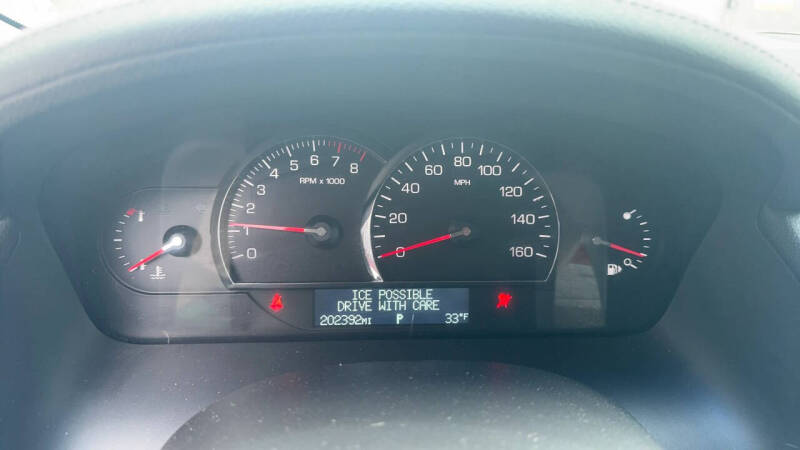 0 1 2 3 4 5 6 7 8
RPM x 1000
0 20 40 60 80 100 120 140 160
MPH
ICE POSSIBLE
DRIVE WITH CARE
202392MI P 33°F